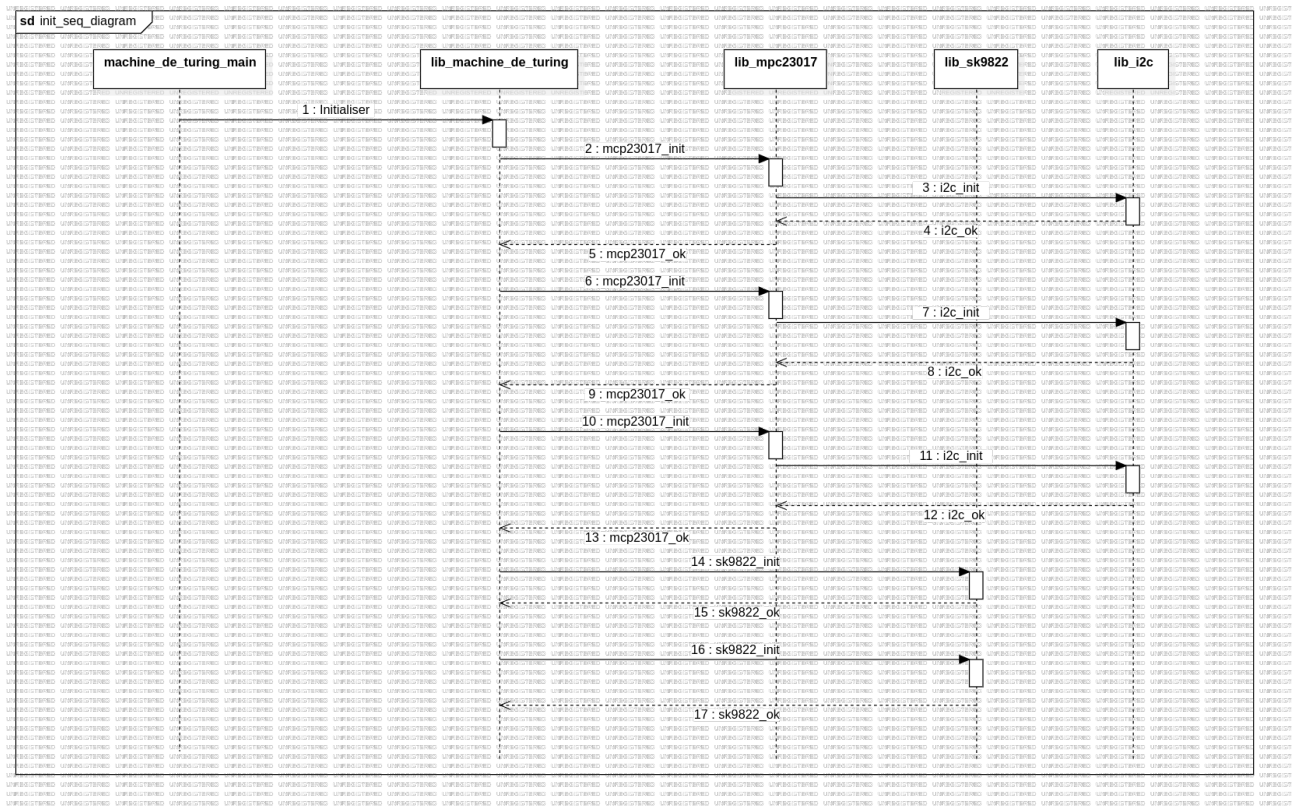 sd init_seq_diagram
machine_de_turing_main
lib_machine_de_turing
lib_mpc23017
lib_sk9822
lib_i2c
1 : Initialiser
2 : mcp23017_init
3 : i2c_init
4 : i2c_ok
5 : mcp23017_ok
6 : mcp23017_init
7 : i2c_init
8 : i2c_ok
9 : mcp23017_ok
10 : mcp23017_init
11 : i2c_init
12 : i2c_ok
13 : mcp23017_ok
14 : sk9822_init
15 : sk9822_ok
16 : sk9822_init
17 : sk9822_ok